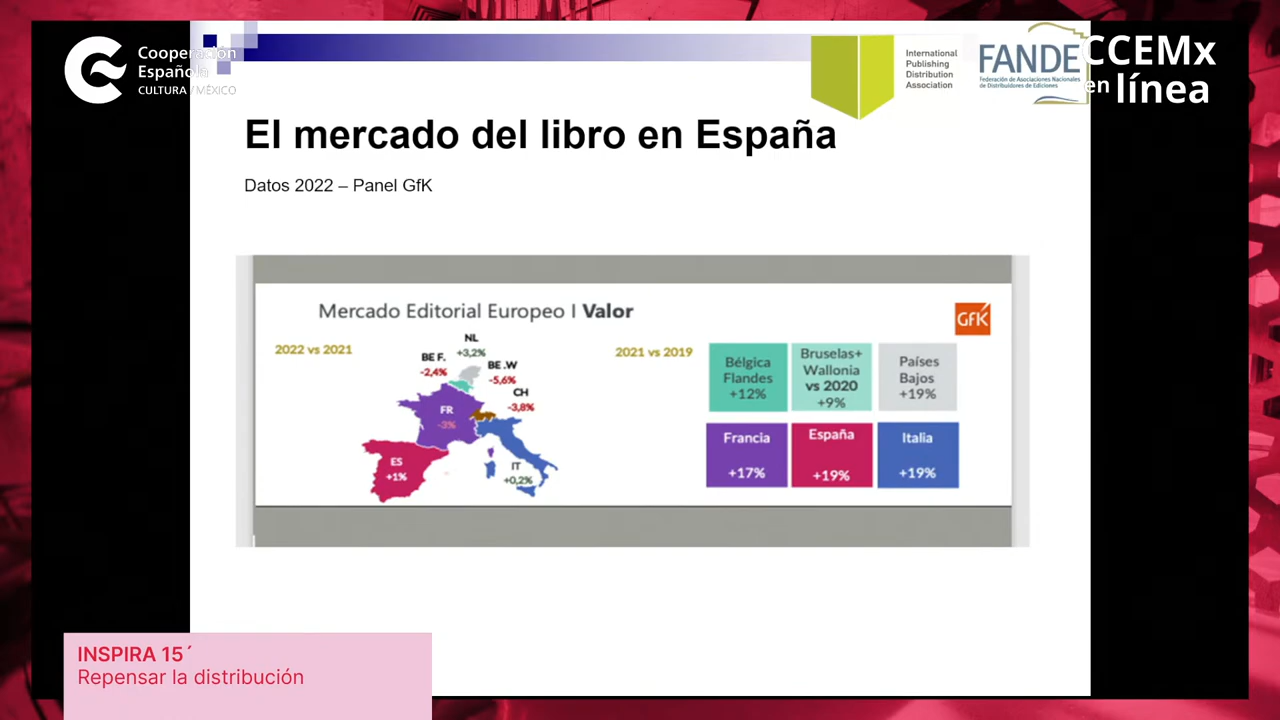 Cooperación
Española
CULTURA / MÉXICO
International
Publishing
Distribution
Association
FANDE
Federación de Asociaciones Nacionales
de Distribuidores de Ediciones
CCEMx
en línea
El mercado del libro en España
Datos 2022 – Panel GfK
Mercado Editorial Europeo I Valor
GfK
2022 vs 2021
NL
+3,2%
BE F.
-2,4%
BE .W
-5,6%
CH
-3,8%
FR
-3%
ES
+1%
IT
+0,2%
2021 vs 2019
Bélgica
Flandes
+12%
Bruselas+
Wallonia
vs 2020
+9%
Países
Bajos
+19%
Francia
+17%
España
+19%
Italia
+19%
INSPIRA 15´
Repensar la distribución